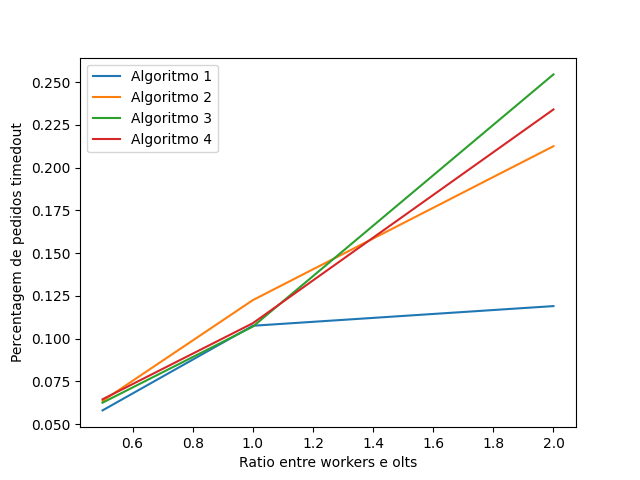 Algoritmo 1
Algoritmo 2
Algoritmo 3
Algoritmo 4
Percentagem de pedidos timedout
0.250
0.225
0.200
0.175
0.150
0.125
0.100
0.075
0.050
0.6 0.8 1.0 1.2 1.4 1.6 1.8 2.0
Ratio entre workers e olts